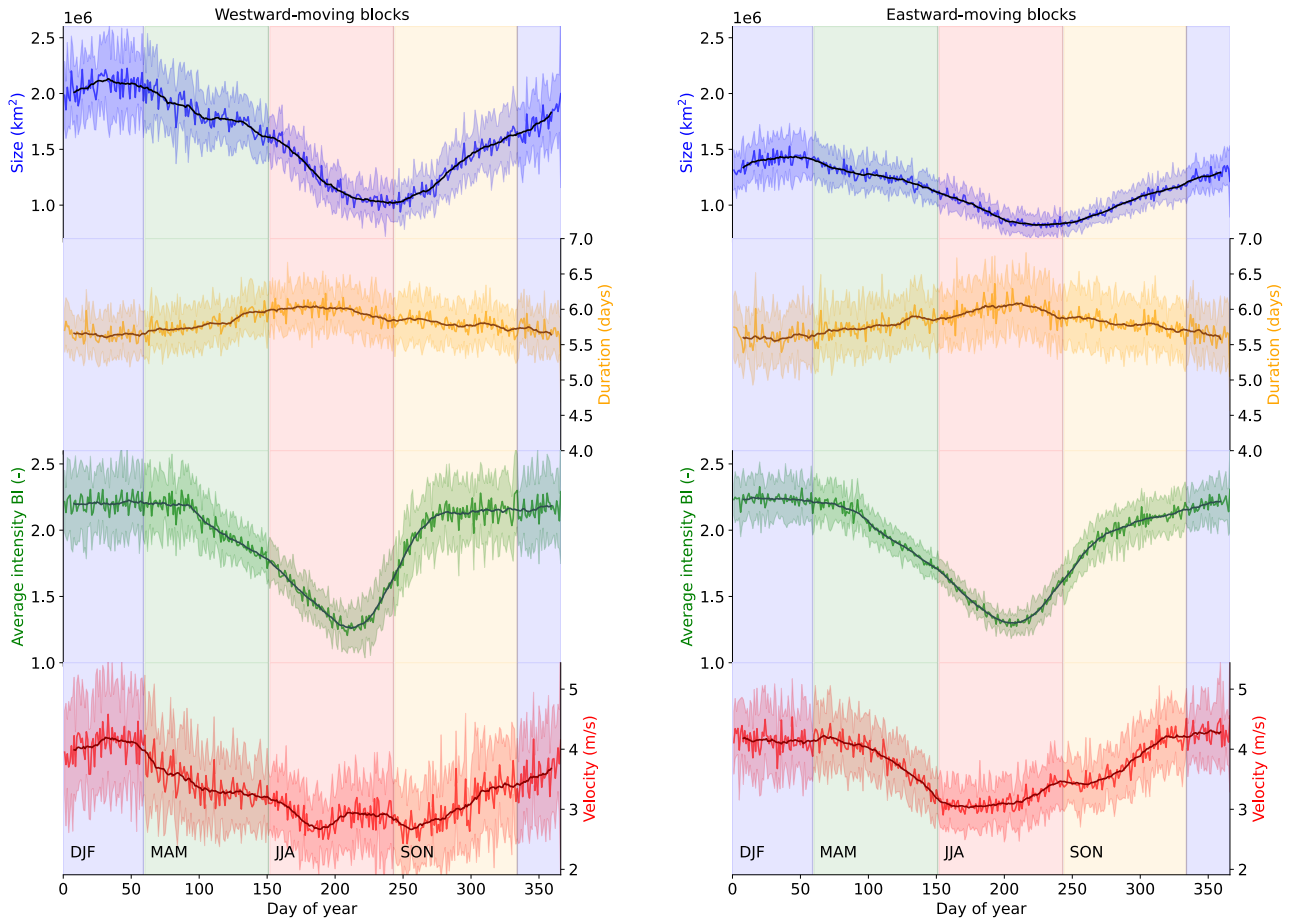 Westward-moving blocks
1e6
2.5
2.0
1.5
1.0
Size (km²)
7.0
6.5
6.0
5.5
5.0
4.5
4.0
Duration (days)
2.5
2.0
1.5
1.0
Average intensity BI (-)
5
4
3
2
Velocity (m/s)
DJF MAM JJA SON
0 50 100 150 200 250 300 350
Day of year
Eastward-moving blocks
1e6
2.5
2.0
1.5
1.0
Size (km²)
7.0
6.5
6.0
5.5
5.0
4.5
4.0
Duration (days)
2.5
2.0
1.5
1.0
Average intensity BI (-)
5
4
3
2
Velocity (m/s)
DJF MAM JJA SON
0 50 100 150 200 250 300 350
Day of year